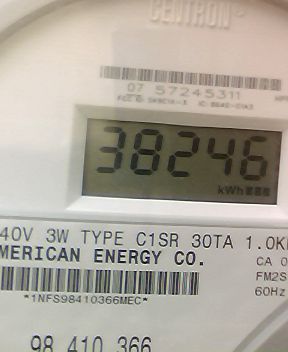 CENTRON
07 57245311
38246
kWh
40V 3W TYPE C1SR 30TA 1.0K
MERICAN ENERGY CO.
CA 0
FM2S
60Hz
*1NFS98410366MEC*
98 410 366